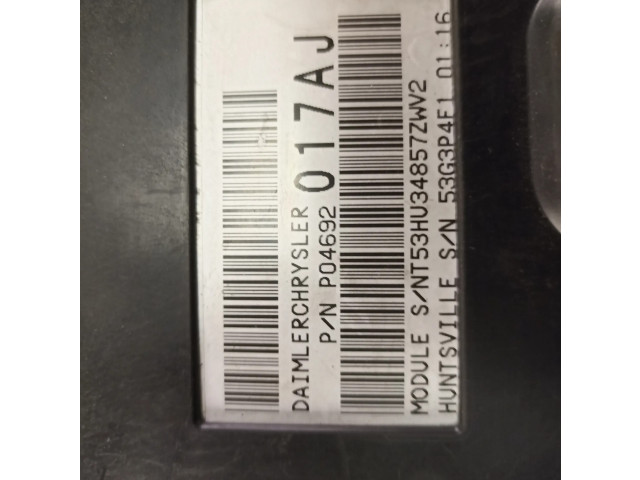 DAIMLERCHRYSLER
P/N P04692
017AJ
MODULE S/NT53HU34857ZWV2
HUNTSVILLE S/N 53G3P4F1 01:16